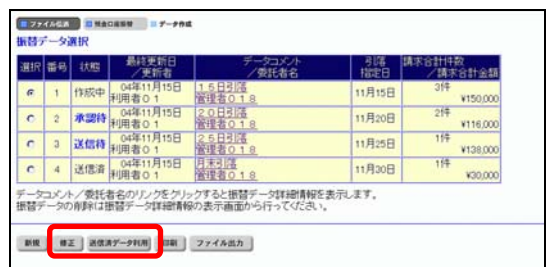 ファイル伝送 預金口座振替 データ作成
振替データ選択
選択 番号 状態 最終更新日／更新者 データコメント／委託者名 引落指定日 請求合計件数／請求合計金額
1 作成中 04年11月15日 利用者０１ １５日引落 管理者０１８ 11月15日 3件 ¥150,000
2 承認待 04年11月15日 利用者０１ ２０日引落 管理者０１８ 11月20日 2件 ¥116,000
3 送信待 04年11月15日 利用者０１ ２５日引落 管理者０１８ 11月25日 1件 ¥138,000
4 送信済 04年11月15日 利用者０１ 月末引落 管理者０１８ 11月30日 1件 ¥30,000
データコメント／委託者名のリンクをクリックすると振替データ詳細情報を表示します。
振替データの削除は振替データ詳細情報の表示画面から行ってください。
新規 修正 送信済データ利用 印刷 ファイル出力